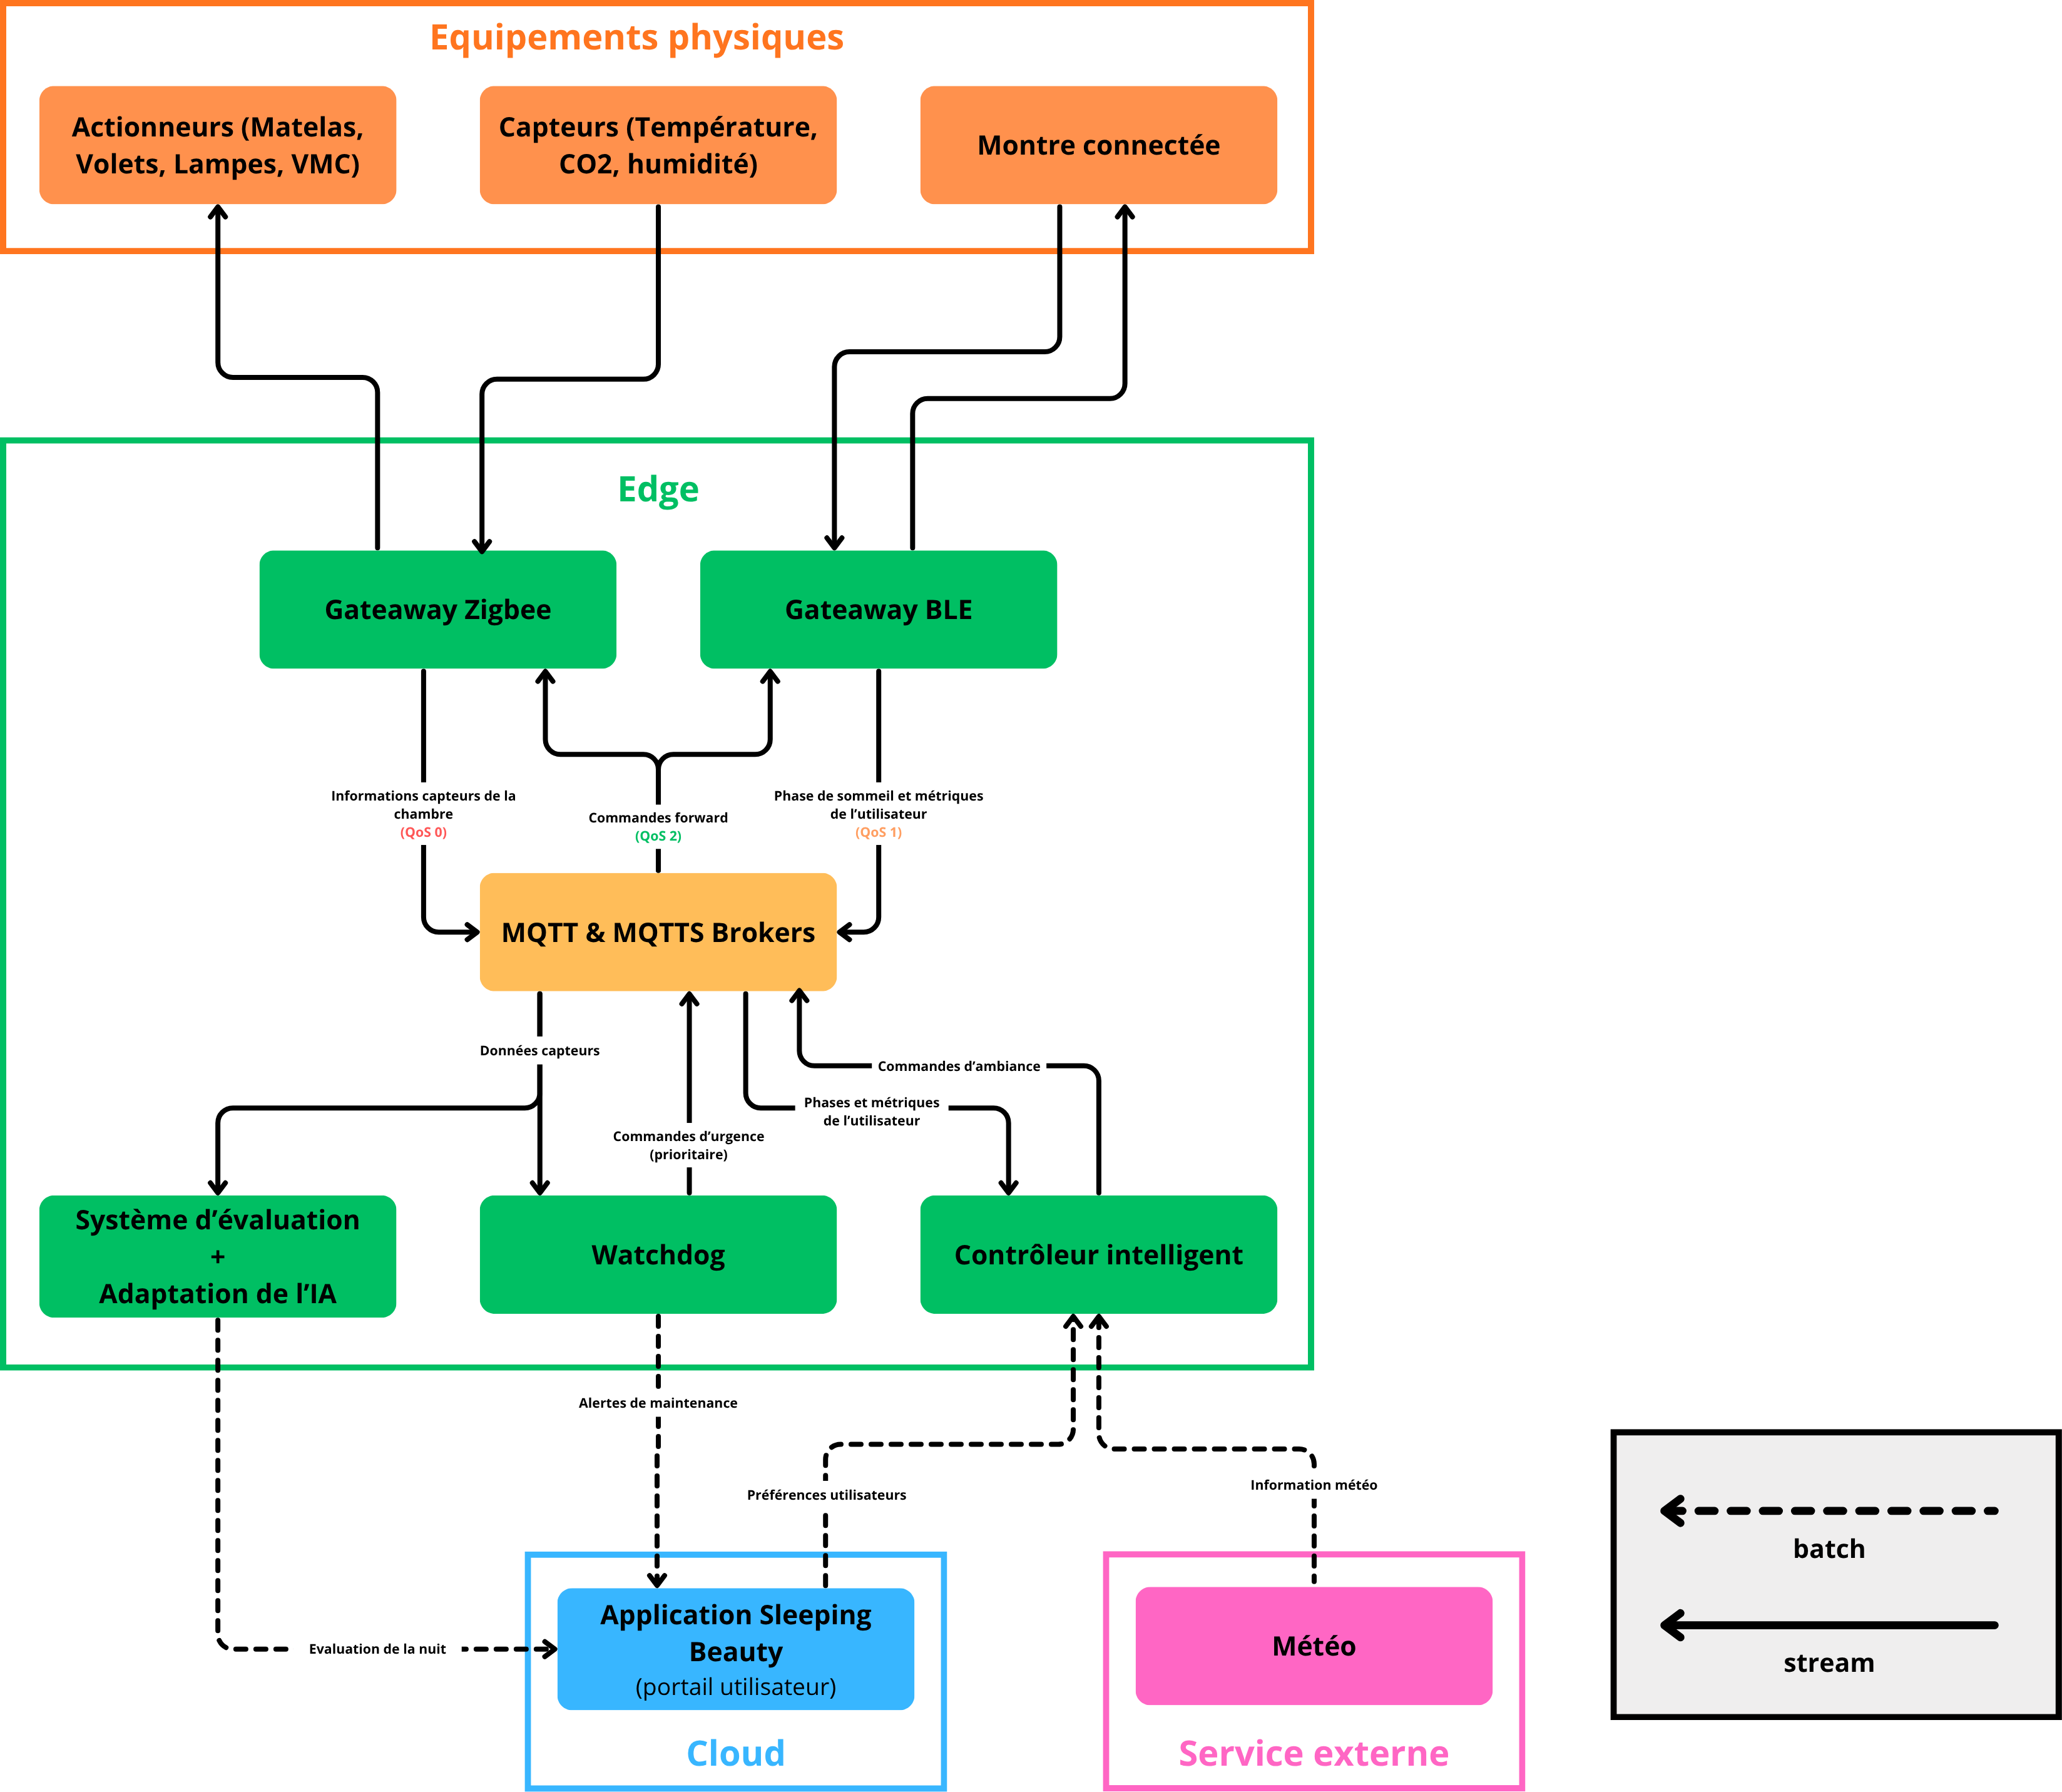 Equipements physiques
Actionneurs (Matelas,
Volets, Lampes, VMC)
Capteurs (Température,
CO2, humidité)
Montre connectée
Edge
Gateaway Zigbee
Gateaway BLE
Informations capteurs de la
chambre
(QoS 0)
Commandes forward
(QoS 2)
Phase de sommeil et métriques
de l’utilisateur
(QoS 1)
MQTT & MQTTS Brokers
Données capteurs
Commandes d’ambiance
Phases et métriques
de l’utilisateur
Commandes d’urgence
(prioritaire)
Système d’évaluation
+
Adaptation de l’IA
Watchdog
Contrôleur intelligent
Alertes de maintenance
Préférences utilisateurs
Information météo
Evaluation de la nuit
Application Sleeping
Beauty
(portail utilisateur)
Cloud
Météo
Service externe
batch
stream